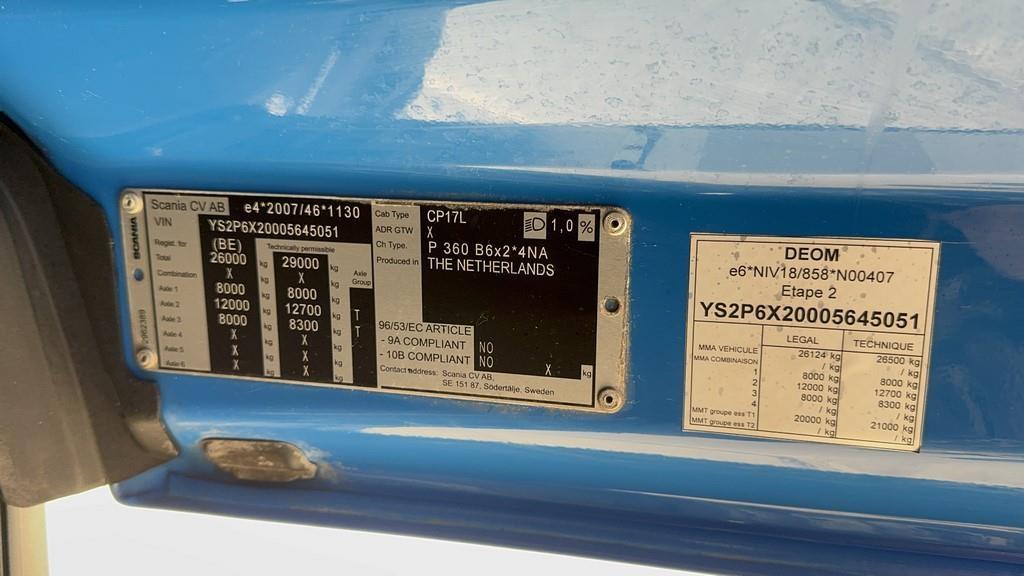 Scania CV AB e4*2007/46*1130
VIN YS2P6X20005645051
Regist. for (BE) Technically permissible
Total 26000 kg 29000 kg Axle Group
Combination X kg X kg
Axle 1 8000 kg 8000 kg
Axle 2 12000 kg 12700 kg T
Axle 3 8000 kg 8300 kg T
Axle 4 X kg X kg
Axle 5 X kg X kg
Axle 6 X kg X kg
SCANIA
2962389
Cab Type CP17L 1,0 %
ADR GTW X
Ch Type. P 360 B6x2*4NA
Produced in THE NETHERLANDS
96/53/EC ARTICLE
- 9A COMPLIANT NO
- 10B COMPLIANT NO X kg
Contact address: Scania CV AB,
SE 151 87, Södertälje, Sweden
DEOM
e6*NIV18/858*N00407
Etape 2
YS2P6X20005645051
LEGAL TECHNIQUE
MMA VEHICULE 26124 kg 26500 kg
MMA COMBINAISON / kg / kg
1 8000 kg 8000 kg
2 12000 kg 12700 kg
3 8000 kg 8300 kg
4 / kg / kg
MMT groupe ess T1 20000 kg 21000 kg
MMT groupe ess T2 / kg / kg